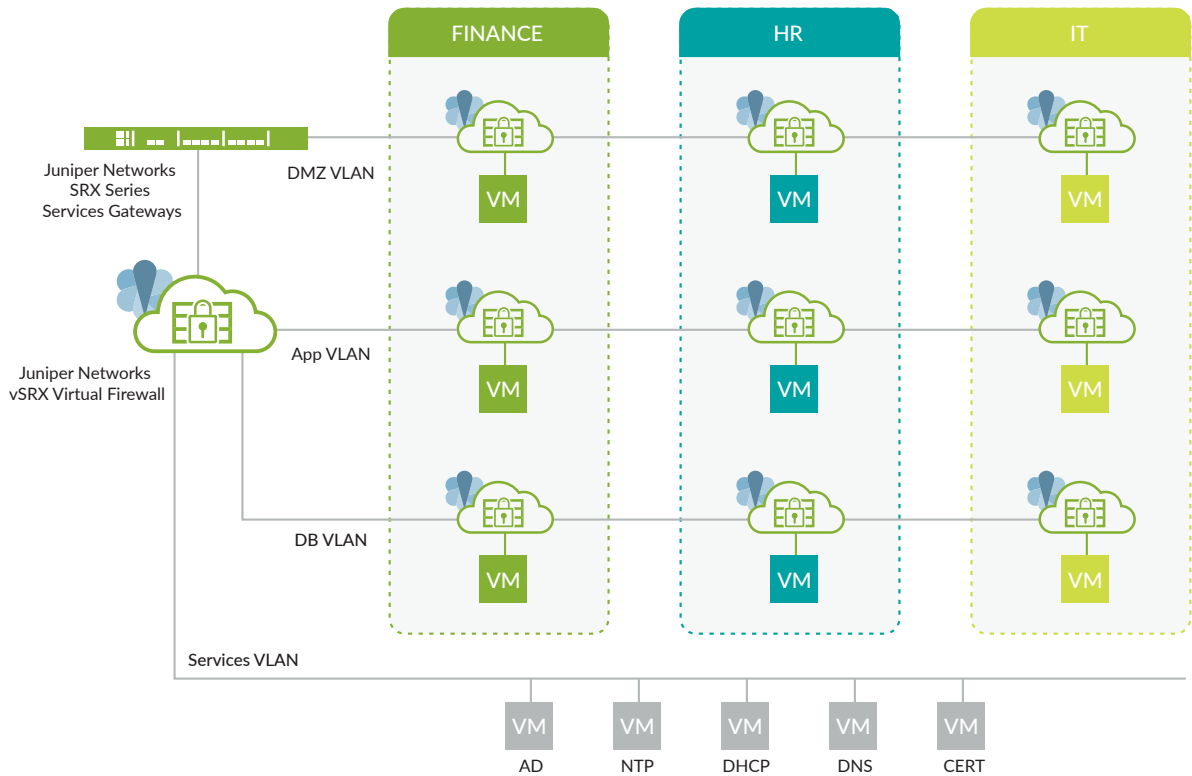 FINANCE
HR
IT
Juniper Networks
SRX Series
Services Gateways
DMZ VLAN
VM
VM
VM
Juniper Networks
vSRX Virtual Firewall
App VLAN
VM
VM
VM
DB VLAN
VM
VM
VM
Services VLAN
VM
VM
VM
VM
VM
AD
NTP
DHCP
DNS
CERT